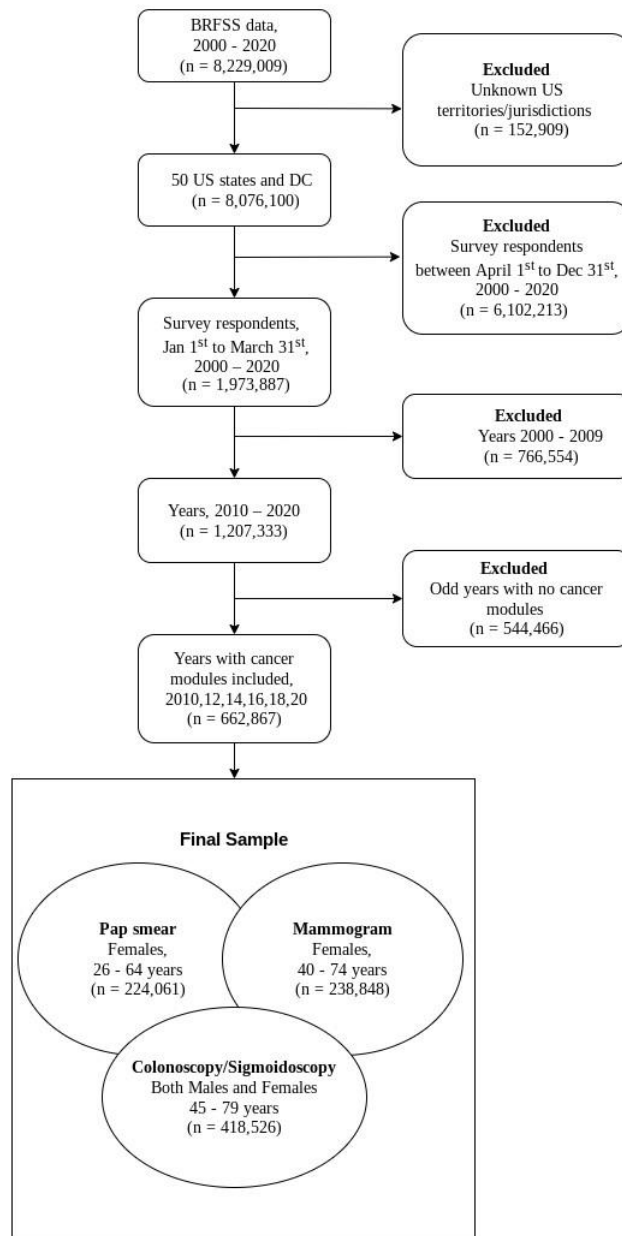 BRFSS data,
2000 - 2020
(n = 8,229,009)
Excluded
Unknown US
territories/jurisdictions
(n = 152,909)
50 US states and DC
(n = 8,076,100)
Excluded
Survey respondents
between April 1st to Dec 31st,
2000 - 2020
(n = 6,102,213)
Survey respondents,
Jan 1st to March 31st,
2000 – 2020
(n = 1,973,887)
Excluded
Years 2000 - 2009
(n = 766,554)
Years, 2010 – 2020
(n = 1,207,333)
Excluded
Odd years with no cancer
modules
(n = 544,466)
Years with cancer
modules included,
2010,12,14,16,18,20
(n = 662,867)
Final Sample
Pap smear
Females,
26 - 64 years
(n = 224,061)
Mammogram
Females,
40 - 74 years
(n = 238,848)
Colonoscopy/Sigmoidoscopy
Both Males and Females
45 - 79 years
(n = 418,526)